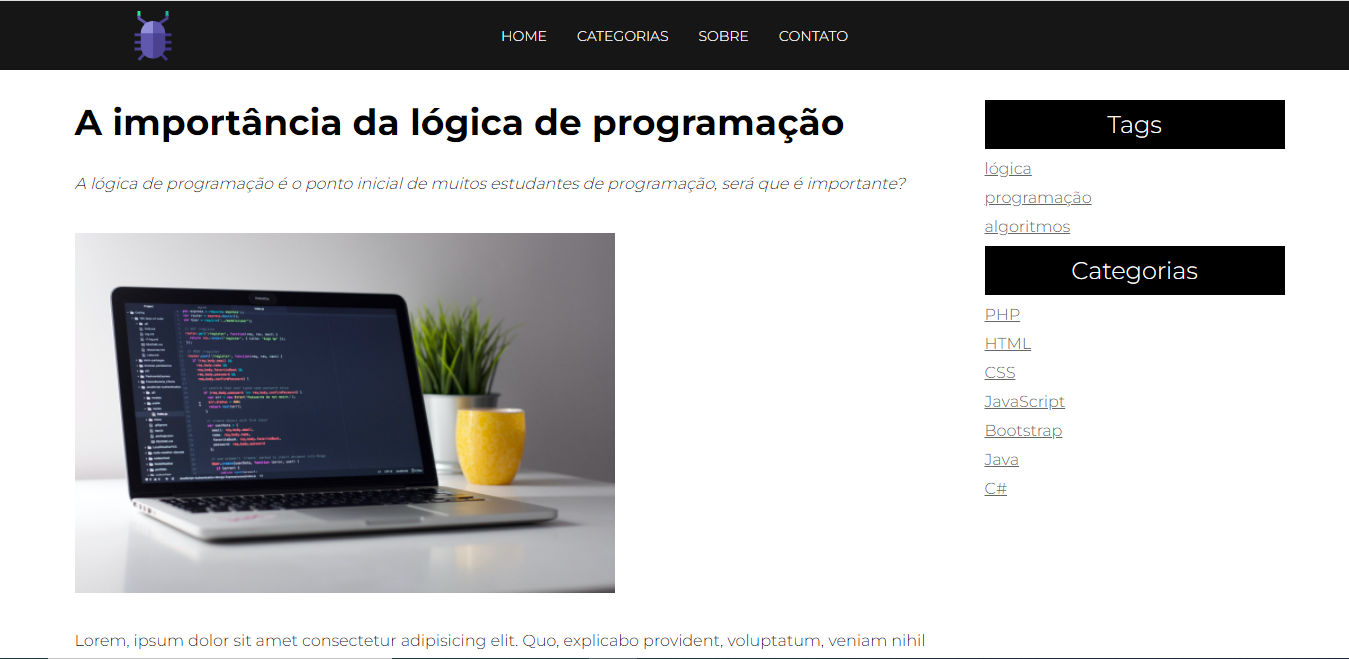 HOME CATEGORIAS SOBRE CONTATO
A importância da lógica de programação
A lógica de programação é o ponto inicial de muitos estudantes de programação, será que é importante?
Lorem, ipsum dolor sit amet consectetur adipisicing elit. Quo, explicabo provident, voluptatum, veniam nihil
Tags
lógica
programação
algoritmos
Categorias
PHP
HTML
CSS
JavaScript
Bootstrap
Java
C#